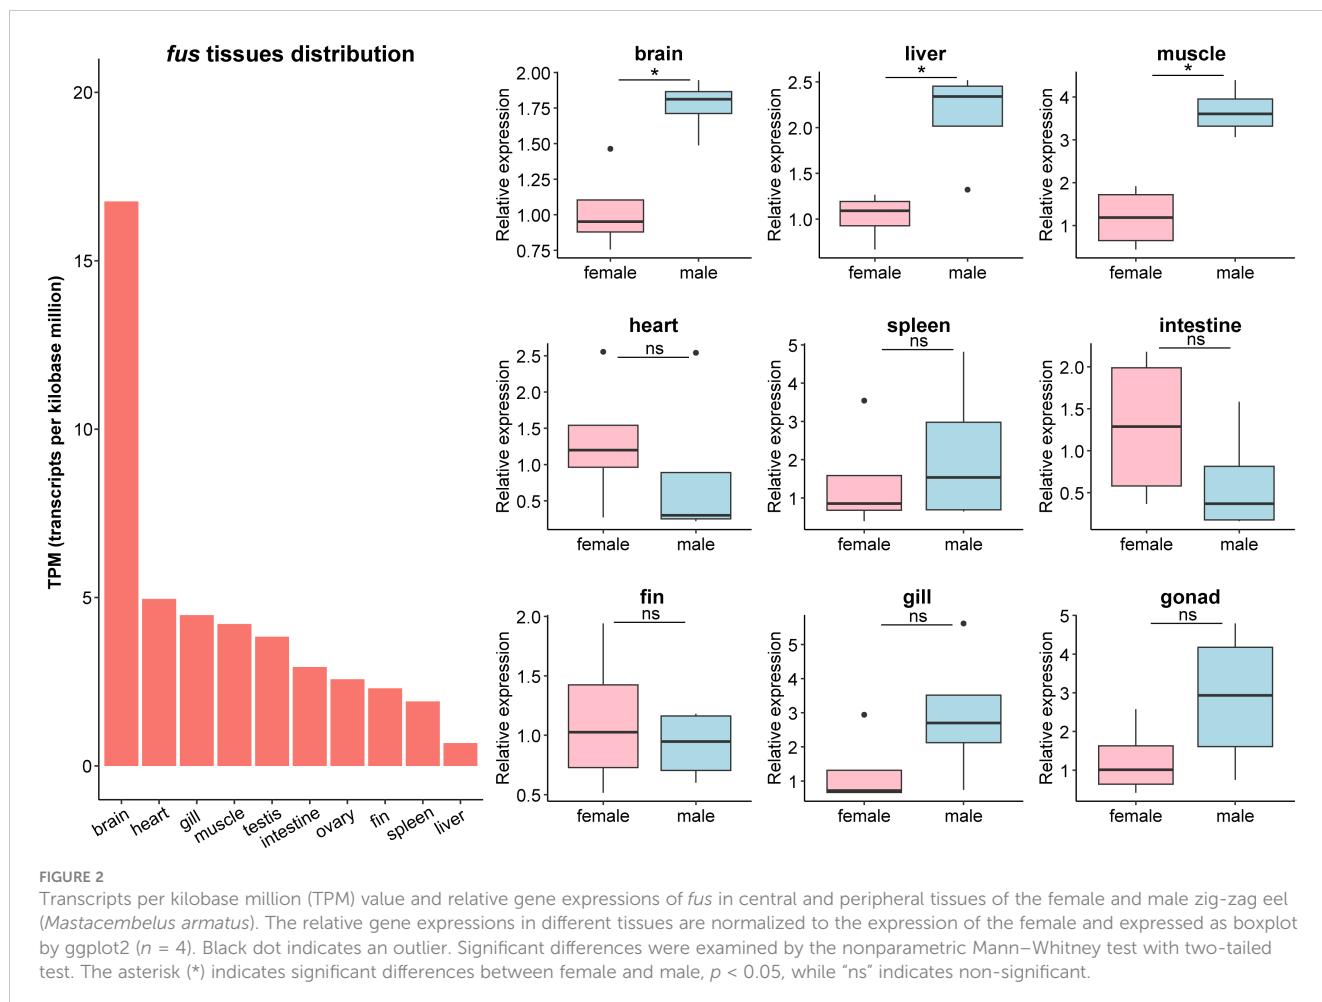 fus tissues distribution
TPM (transcripts per kilobase million)
20
15
10
5
0
brain
heart
gill
muscle
testis
intestine
ovary
fin
spleen
liver
brain
*
Relative expression
2.00
1.75
1.50
1.25
1.00
0.75
female
male
liver
*
Relative expression
2.5
2.0
1.0
female
male
muscle
*
Relative expression
4
3
2
1
female
male
heart
ns
Relative expression
2.5
2.0
1.5
1.0
0.5
female
male
spleen
ns
Relative expression
5
4
3
2
1
female
male
intestine
ns
Relative expression
2.0
1.5
1.0
0.5
female
male
fin
ns
Relative expression
2.0
1.5
1.0
0.5
female
male
gill
ns
Relative expression
5
4
3
2
1
female
male
gonad
ns
Relative expression
5
4
3
2
1
female
male
FIGURE 2
Transcripts per kilobase million (TPM) value and relative gene expressions of fus in central and peripheral tissues of the female and male zig-zag eel
(Mastacembelus armatus). The relative gene expressions in different tissues are normalized to the expression of the female and expressed as boxplot
by ggplot2 (n = 4). Black dot indicates an outlier. Significant differences were examined by the nonparametric Mann–Whitney test with two-tailed
test. The asterisk (*) indicates significant differences between female and male, p < 0.05, while “ns” indicates non-significant.